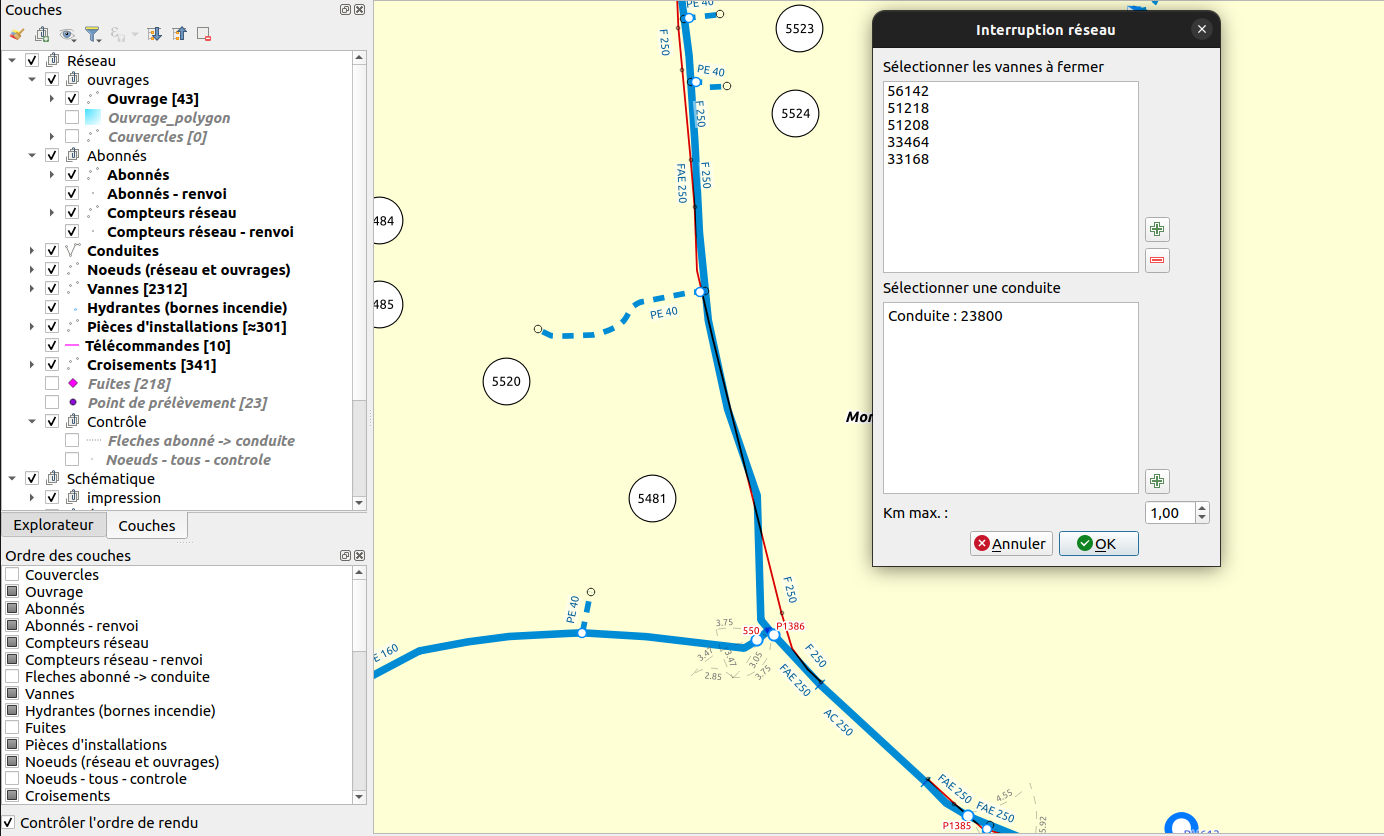 Couches
Réseau
ouvrages
Ouvrage [43]
Ouvrage_polygon
Couvercles [0]
Abonnés
Abonnés
Abonnés - renvoi
Compteurs réseau
Compteurs réseau - renvoi
Conduites
Noeuds (réseau et ouvrages)
Vannes [2312]
Hydrantes (bornes incendie)
Pièces d'installations [≈301]
Télécommandes [10]
Croisements [341]
Fuites [218]
Point de prélèvement [23]
Contrôle
Fleches abonné -> conduite
Noeuds - tous - controle
Schématique
impression
Explorateur
Couches
Ordre des couches
Couvercles
Ouvrage
Abonnés
Abonnés - renvoi
Compteurs réseau
Compteurs réseau - renvoi
Fleches abonné -> conduite
Vannes
Hydrantes (bornes incendie)
Fuites
Pièces d'installations
Noeuds (réseau et ouvrages)
Noeuds - tous - controle
Croisements
Contrôler l'ordre de rendu
PE 40
F 250
5523
PE 40
F 250
5524
FAE 250
F 250
484
485
PE 40
5520
Mor
5481
PE 40
F 250
3.75
550
P1386
E 160
3.47
3.47
3.05
3.75
2.85
F 250
FAE 250
AC 250
FAE 250
4.55
FAE 250
P1385
5.92
Interruption réseau
Sélectionner les vannes à fermer
56142
51218
51208
33464
33168
Sélectionner une conduite
Conduite : 23800
Km max. :
1,00
Annuler
OK